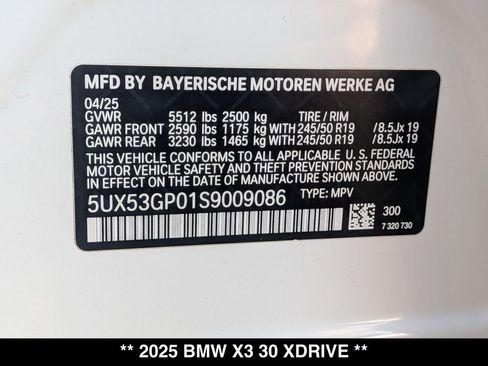 MFD BY BAYERISCHE MOTOREN WERKE AG
04/25
GVWR 5512 lbs 2500 kg TIRE / RIM
GAWR FRONT 2590 lbs 1175 kg WITH 245/50 R19 /8.5Jx 19
GAWR REAR 3230 lbs 1465 kg WITH 245/50 R19 /8.5Jx 19
THIS VEHICLE CONFORMS TO ALL APPLICABLE U. S. FEDERAL
MOTOR VEHICLE SAFETY, BUMPER, AND THEFT PREVENTION
STANDARDS IN EFFECT ON THE DATE OF MANUFACTURE SHOWN ABOVE.
5UX53GP01S9009086 TYPE: MPV
300
7 320 730
** 2025 BMW X3 30 XDRIVE **